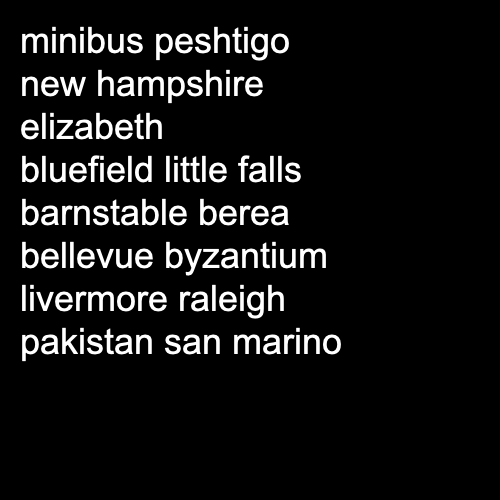 minibus peshtigo
new hampshire
elizabeth
bluefield little falls
barnstable berea
bellevue byzantium
livermore raleigh
pakistan san marino